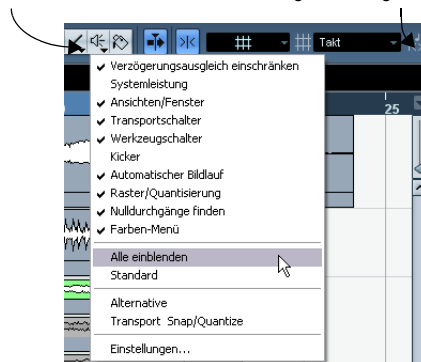 Takt
25
Verzögerungsausgleich einschränken
Systemleistung
Ansichten/Fenster
Transportschalter
Werkzeugschalter
Kicker
Automatischer Bildlauf
Raster/Quantisierung
Nulldurchgänge finden
Farben-Menü
Alle einblenden
Standard
Alternative
Transport Snap/Quantize
Einstellungen...